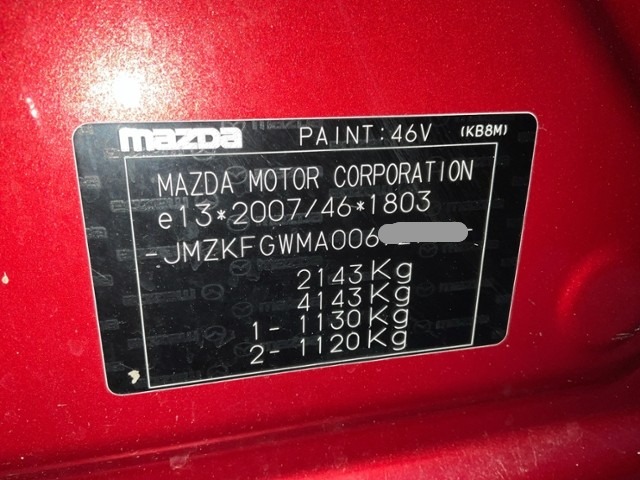 mazda PAINT:46V (KB8M)
MAZDA MOTOR CORPORATION
e13*2007/46*1803
-JMZKFGWMA006
2143Kg
4143Kg
1- 1130Kg
2- 1120Kg